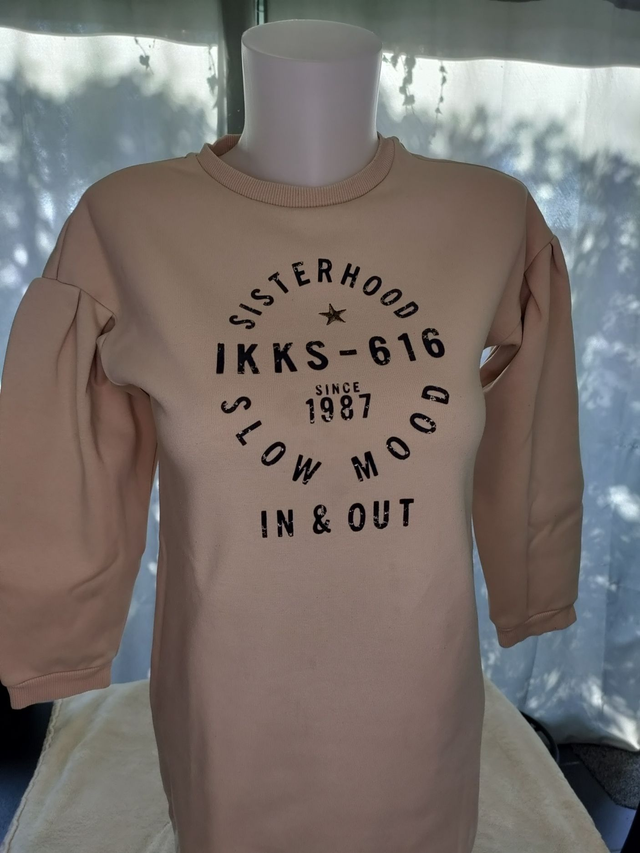 SISTERHOOD
IKKS-616
SINCE
1987
SLOW MOOD
IN & OUT